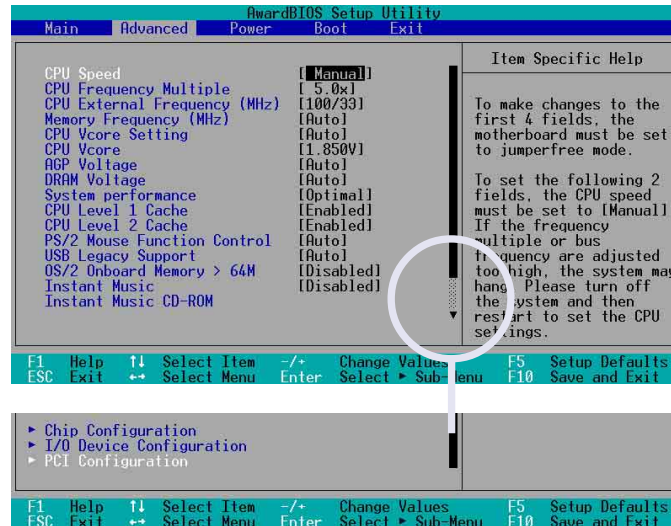 AwardBIOS Setup Utility
Main Advanced Power Boot Exit
CPU Speed [ Manual]
CPU Frequency Multiple [ 5.0x]
CPU External Frequency (MHz) [100/33]
Memory Frequency (MHz) [Auto]
CPU Vcore Setting [Auto]
CPU Vcore [1.850V]
AGP Voltage [Auto]
DRAM Voltage [Auto]
System performance [Optimal]
CPU Level 1 Cache [Enabled]
CPU Level 2 Cache [Enabled]
PS/2 Mouse Function Control [Auto]
USB Legacy Support [Auto]
OS/2 Onboard Memory > 64M [Disabled]
Instant Music [Disabled]
Instant Music CD-ROM
Item Specific Help
To make changes to the
first 4 fields, the
motherboard must be set
to jumperfree mode.
To set the following 2
fields, the CPU speed
must be set to [Manual]
If the frequency
multiple or bus
frequency are adjusted
too high, the system may
hang. Please turn off
the system and then
restart to set the CPU
settings.
F1 Help ↑↓ Select Item -/+ Change Values F5 Setup Defaults
ESC Exit ↔ Select Menu Enter Select ► Sub-Menu F10 Save and Exit
► Chip Configuration
► I/O Device Configuration
► PCI Configuration
F1 Help ↑↓ Select Item -/+ Change Values F5 Setup Defaults
ESC Exit ↔ Select Menu Enter Select ► Sub-Menu F10 Save and Exit